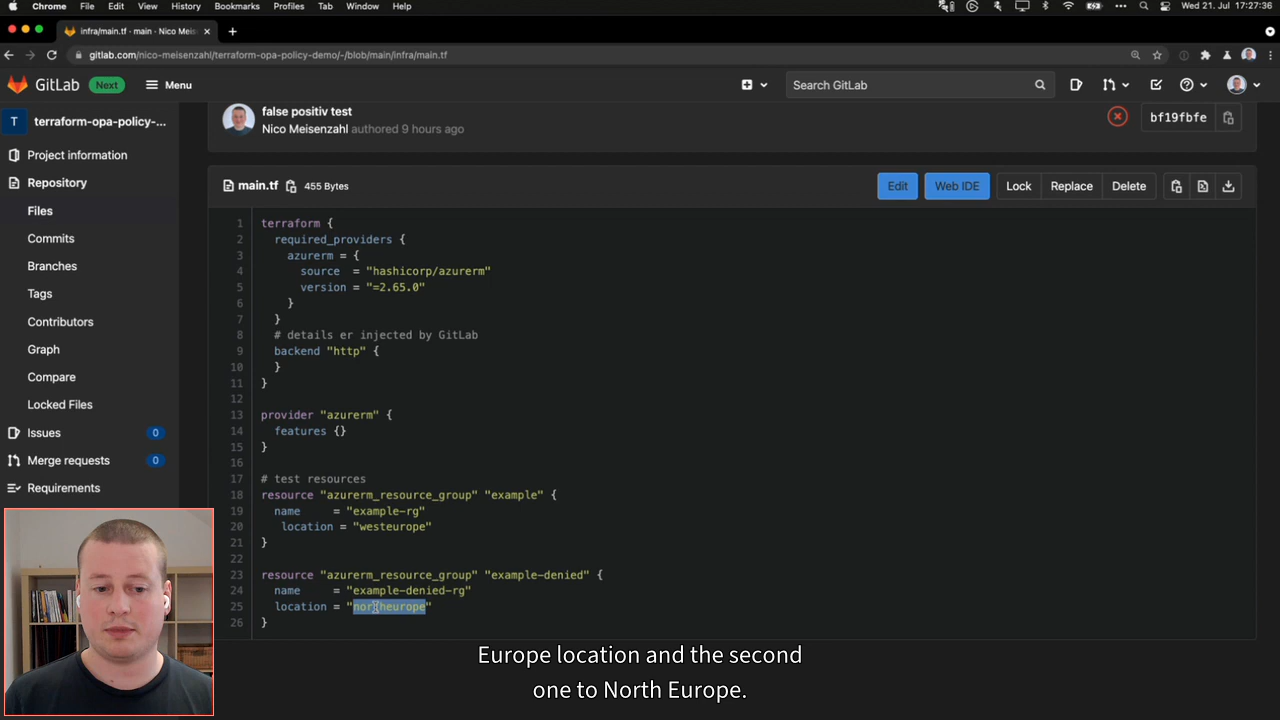 Chrome File Edit View History Bookmarks Profiles Tab Window Help Wed 21. Jul 17:27:36
infra/main.tf · main · Nico Meis
gitlab.com/nico-meisenzahl/terraform-opa-policy-demo/-/blob/main/infra/main.tf
GitLab Next Menu Search GitLab
T terraform-opa-policy-...
Project information
Repository
Files
Commits
Branches
Tags
Contributors
Graph
Compare
Locked Files
Issues 0
Merge requests 0
Requirements
false positiv test
Nico Meisenzahl authored 9 hours ago
bf19fbfe
main.tf 455 Bytes
Edit Web IDE Lock Replace Delete
1 terraform {
2 required_providers {
3 azurerm = {
4 source = "hashicorp/azurerm"
5 version = "=2.65.0"
6 }
7 }
8 # details er injected by GitLab
9 backend "http" {
10 }
11 }
12
13 provider "azurerm" {
14 features {}
15 }
16
17 # test resources
18 resource "azurerm_resource_group" "example" {
19 name = "example-rg"
20 location = "westeurope"
21 }
22
23 resource "azurerm_resource_group" "example-denied" {
24 name = "example-denied-rg"
25 location = "northeurope"
26 }
Europe location and the second
one to North Europe.